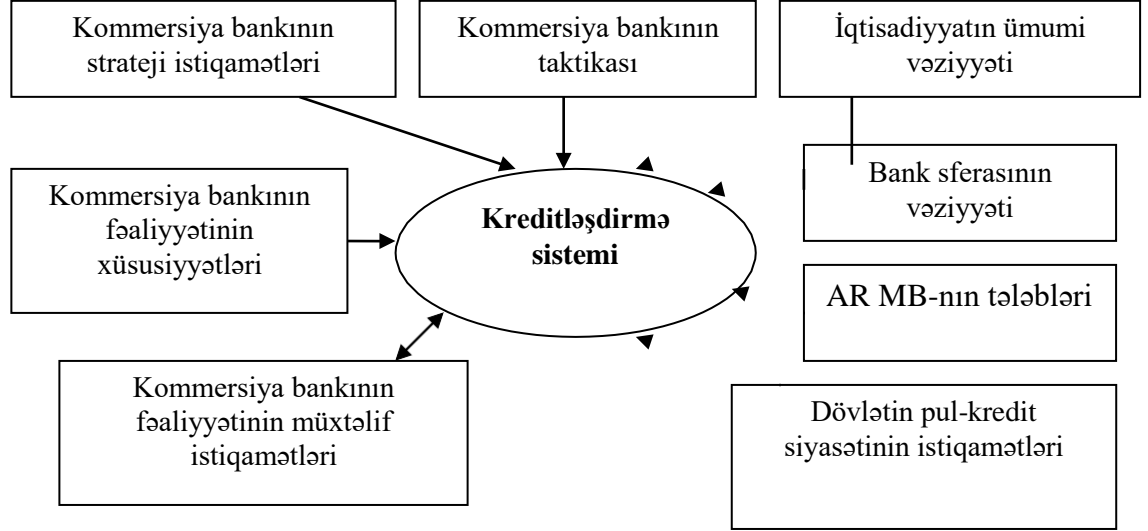 Kommersiya bankının
strateji istiqamətləri
Kommersiya bankının
taktikası
İqtisadiyyatın ümumi
vəziyyəti
Kommersiya bankının
fəaliyyətinin
xüsusiyyətləri
Kreditləşdirmə
sistemi
Bank sferasının
vəziyyəti
AR MB-nın tələbləri
Kommersiya bankının
fəaliyyətinin müxtəlif
istiqamətləri
Dövlətin pul-kredit
siyasətinin istiqamətləri